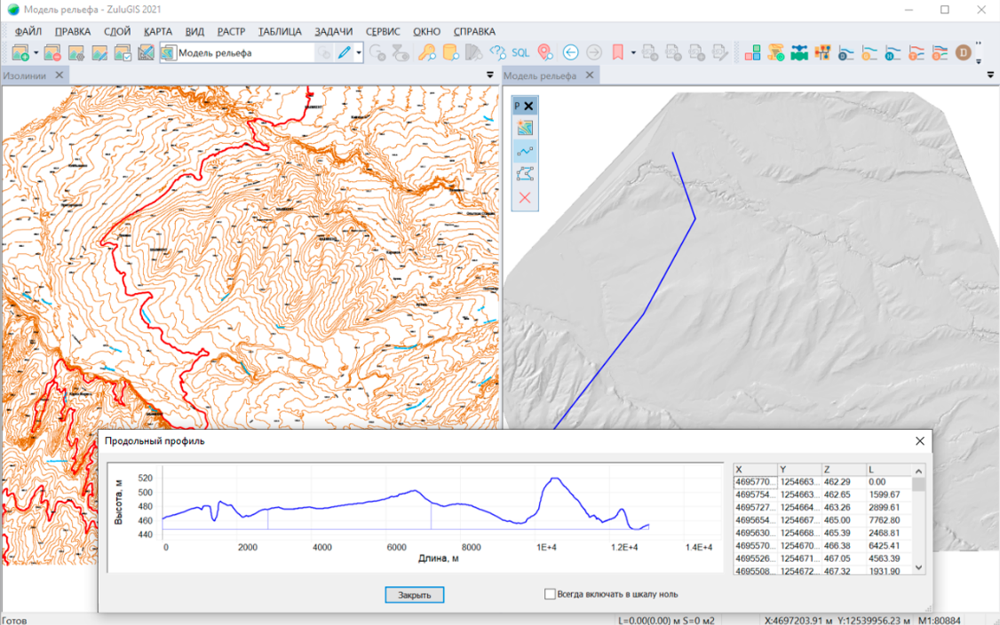 Модель рельефа - ZuluGIS 2021
ФАЙЛ ПРАВКА СЛОЙ КАРТА ВИД РАСТР ТАБЛИЦА ЗАДАЧИ СЕРВИС ОКНО СПРАВКА
Модель рельефа SQL D
Изолинии
Модель рельефа
P
Продольный профиль
Высота, м
520
500
480
460
440
0 2000 4000 6000 8000 1E+4 1.2E+4 1.4E+4
Длина, м
X Y Z L
4695770... 1254663... 462.29 0.00
4695754... 1254663... 462.65 1599.67
4695727... 1254664... 463.26 2899.61
4695654... 1254667... 465.00 7762.80
4695630... 1254668... 465.39 2468.81
4695570... 1254670... 466.38 6425.41
4695526... 1254671... 467.05 4563.39
4695508... 1254672... 467.32 1931.90
Закрыть
Всегда включать в шкалу ноль
Готов
L=0.00(0.00) м S=0 м2
X:4697203.91 м Y:12539956.23 м M1:80884